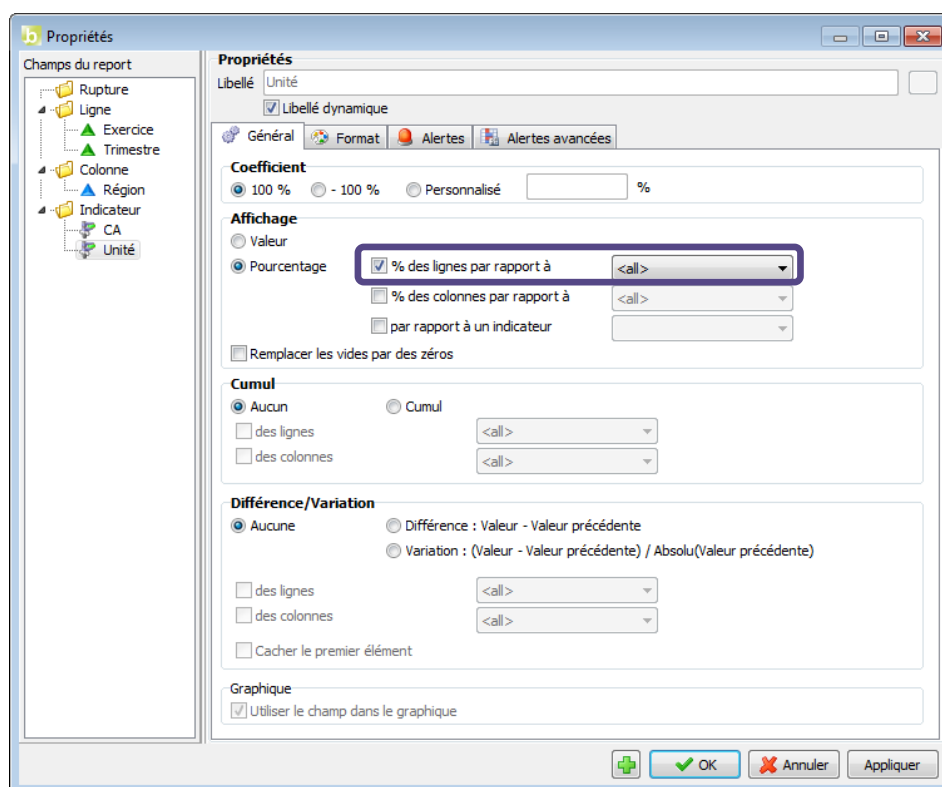 Propriétés
Champs du report
Rupture
Ligne
Exercice
Trimestre
Colonne
Région
Indicateur
CA
Unité
Propriétés
Libellé Unité
Libellé dynamique
Général Format Alertes Alertes avancées
Coefficient
100 % - 100 % Personnalisé %
Affichage
Valeur
Pourcentage % des lignes par rapport à <all>
% des colonnes par rapport à <all>
par rapport à un indicateur
Remplacer les vides par des zéros
Cumul
Aucun Cumul
des lignes <all>
des colonnes <all>
Différence/Variation
Aucune Différence : Valeur - Valeur précédente
Variation : (Valeur - Valeur précédente) / Absolu(Valeur précédente)
des lignes <all>
des colonnes <all>
Cacher le premier élément
Graphique
Utiliser le champ dans le graphique
OK Annuler Appliquer